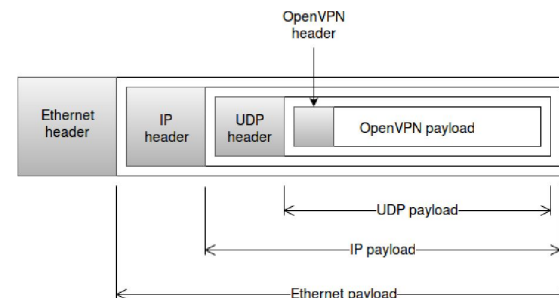 OpenVPN
header
Ethernet
header
IP
header
UDP
header
OpenVPN payload
UDP payload
IP payload
Ethernet payload